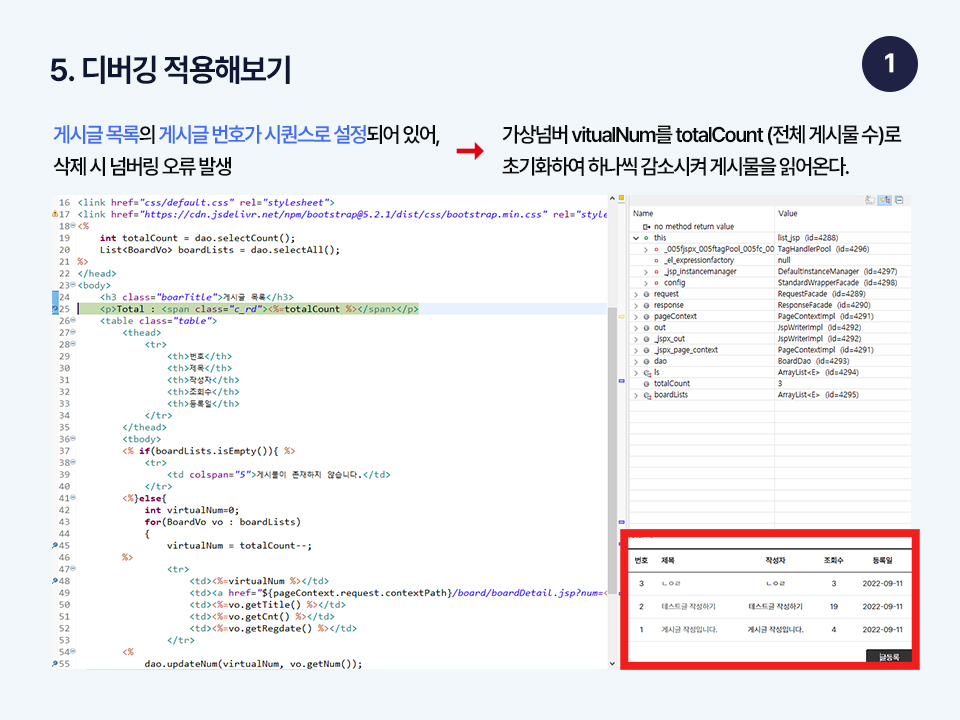 5. 디버깅 적용해보기
1
게시글 목록의 게시글 번호가 시퀀스로 설정되어 있어,
삭제 시 넘버링 오류 발생
가상넘버 vitualNum를 totalCount (전체 게시물 수)로
초기화하여 하나씩 감소시켜 게시물을 읽어온다.
16 <link href="css/default.css" rel="stylesheet">
17 <link href="https://cdn.jsdelivr.net/npm/bootstrap@5.2.1/dist/css/bootstrap.min.css" rel="style
18 <%
19 int totalCount = dao.selectCount();
20 List<BoardVo> boardLists = dao.selectAll();
21 %>
22 </head>
23 <body>
24 <h3 class="boarTitle">게시글 목록</h3>
25 <p>Total : <span class="c_rd"><%=totalCount %></span></p>
26 <table class="table">
27 <thead>
28 <tr>
29 <th>번호</th>
30 <th>제목</th>
31 <th>작성자</th>
32 <th>조회수</th>
33 <th>등록일</th>
34 </tr>
35 </thead>
36 <tbody>
37 <% if(boardLists.isEmpty()){ %>
38 <tr>
39 <td colspan="5">게시물이 존재하지 않습니다.</td>
40 </tr>
41 <%}else{
42 int virtualNum=0;
43 for(BoardVo vo : boardLists)
44 {
45 virtualNum = totalCount--;
46 %>
47 <tr>
48 <td><%=virtualNum %></td>
49 <td><a href="${pageContext.request.contextPath}/board/boardDetail.jsp?num=<
50 <td><%=vo.getTitle() %></td>
51 <td><%=vo.getCnt() %></td>
52 <td><%=vo.getRegdate() %></td>
53 </tr>
54 <%
55 dao.updateNum(virtualNum, vo.getNum());
Name Value
no method return value
this list_jsp (id=4288)
_005fjspx_005ftagPool_005fc_00 TagHandlerPool (id=4296)
_el_expressionfactory null
_jsp_instancemanager DefaultInstanceManager (id=4297)
config StandardWrapperFacade (id=4298)
request RequestFacade (id=4289)
response ResponseFacade (id=4290)
pageContext PageContextImpl (id=4291)
out JspWriterImpl (id=4292)
_jspx_out JspWriterImpl (id=4292)
_jspx_page_context PageContextImpl (id=4291)
dao BoardDao (id=4293)
ls ArrayList<E> (id=4294)
totalCount 3
boardLists ArrayList<E> (id=4295)
번호 제목 작성자 조회수 등록일
3 ㄴㅇㄹ ㄴㅇㄹ 3 2022-09-11
2 테스트글 작성하기 테스트글 작성하기 19 2022-09-11
1 게시글 작성입니다. 게시글 작성입니다. 4 2022-09-11
글등록